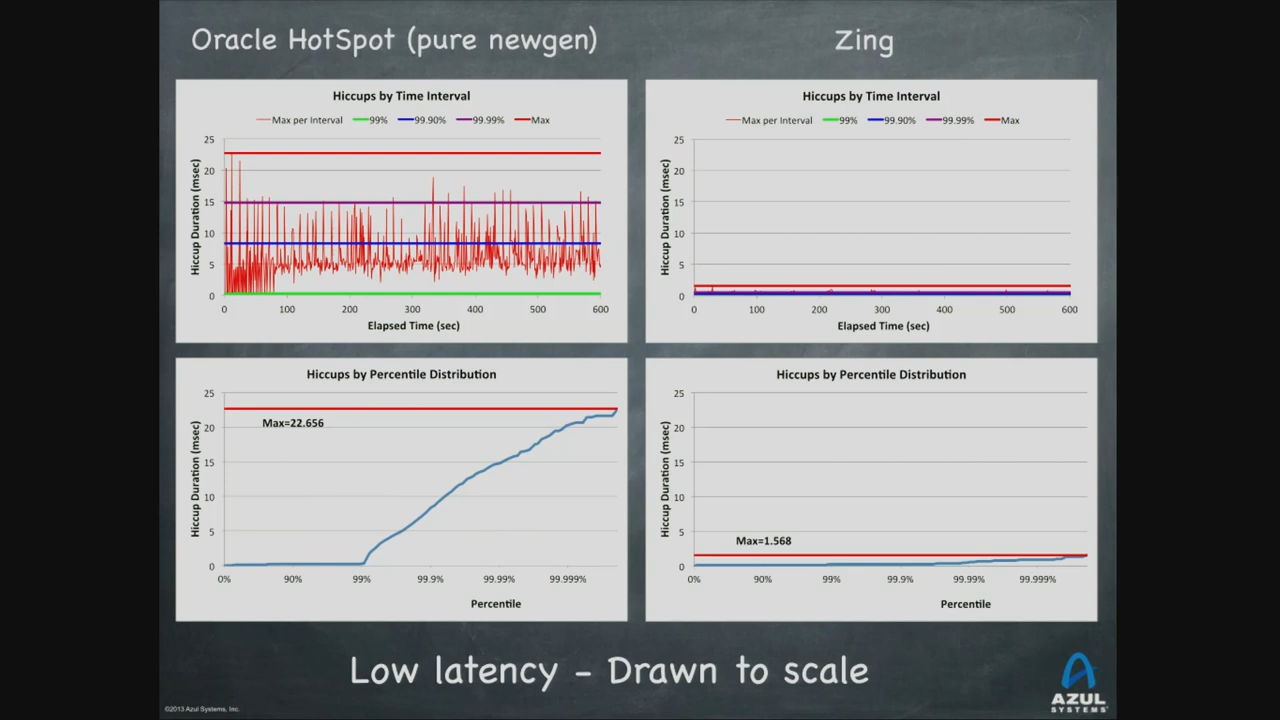 Oracle HotSpot (pure newgen)
Zing
Hiccups by Time Interval
Max per Interval 99% 99.90% 99.99% Max
Hiccup Duration (msec)
25
20
15
10
5
0
0 100 200 300 400 500 600
Elapsed Time (sec)
Hiccups by Time Interval
Max per Interval 99% 99.90% 99.99% Max
Hiccup Duration (msec)
25
20
15
10
5
0
0 100 200 300 400 500 600
Elapsed Time (sec)
Hiccups by Percentile Distribution
Hiccup Duration (msec)
25
20
15
10
5
0
Max=22.656
0% 90% 99% 99.9% 99.99% 99.999%
Percentile
Hiccups by Percentile Distribution
Hiccup Duration (msec)
25
20
15
10
5
0
Max=1.568
0% 90% 99% 99.9% 99.99% 99.999%
Percentile
Low latency - Drawn to scale
©2013 Azul Systems, Inc.
AZUL
SYSTEMS